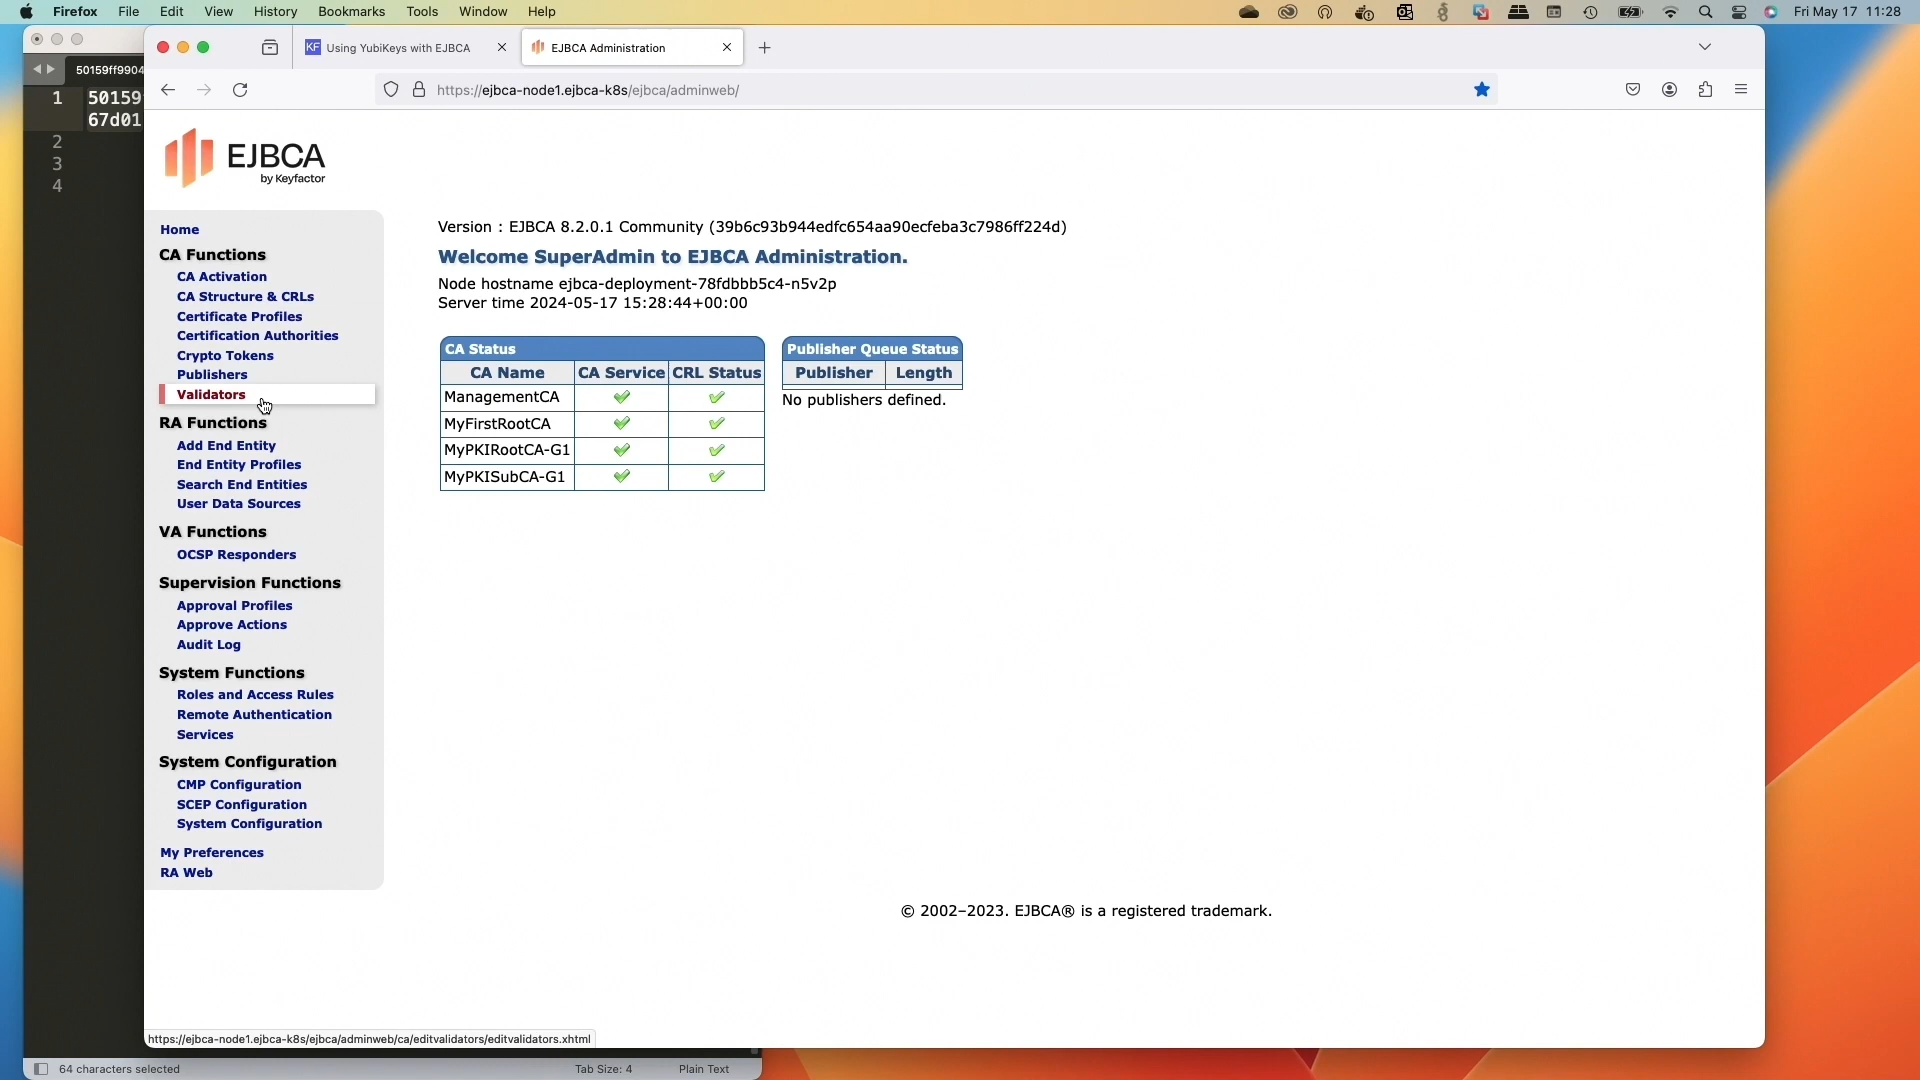 Firefox File Edit View History Bookmarks Tools Window Help Fri May 17 11:28
Using YubiKeys with EJBCA
EJBCA Administration
50159ff9904
https://ejbca-node1.ejbca-k8s/ejbca/adminweb/
1 50159
67d01
2
3
4
EJBCA
by Keyfactor
Home
CA Functions
CA Activation
CA Structure & CRLs
Certificate Profiles
Certification Authorities
Crypto Tokens
Publishers
Validators
RA Functions
Add End Entity
End Entity Profiles
Search End Entities
User Data Sources
VA Functions
OCSP Responders
Supervision Functions
Approval Profiles
Approve Actions
Audit Log
System Functions
Roles and Access Rules
Remote Authentication
Services
System Configuration
CMP Configuration
SCEP Configuration
System Configuration
My Preferences
RA Web
Version : EJBCA 8.2.0.1 Community (39b6c93b944edfc654aa90ecfeba3c7986ff224d)
Welcome SuperAdmin to EJBCA Administration.
Node hostname ejbca-deployment-78fdbbb5c4-n5v2p
Server time 2024-05-17 15:28:44+00:00
CA Status
CA Name CA Service CRL Status
ManagementCA
MyFirstRootCA
MyPKIRootCA-G1
MyPKISubCA-G1
Publisher Queue Status
Publisher Length
No publishers defined.
© 2002–2023. EJBCA® is a registered trademark.
https://ejbca-node1.ejbca-k8s/ejbca/adminweb/ca/editvalidators/editvalidators.xhtml
64 characters selected Tab Size: 4 Plain Text